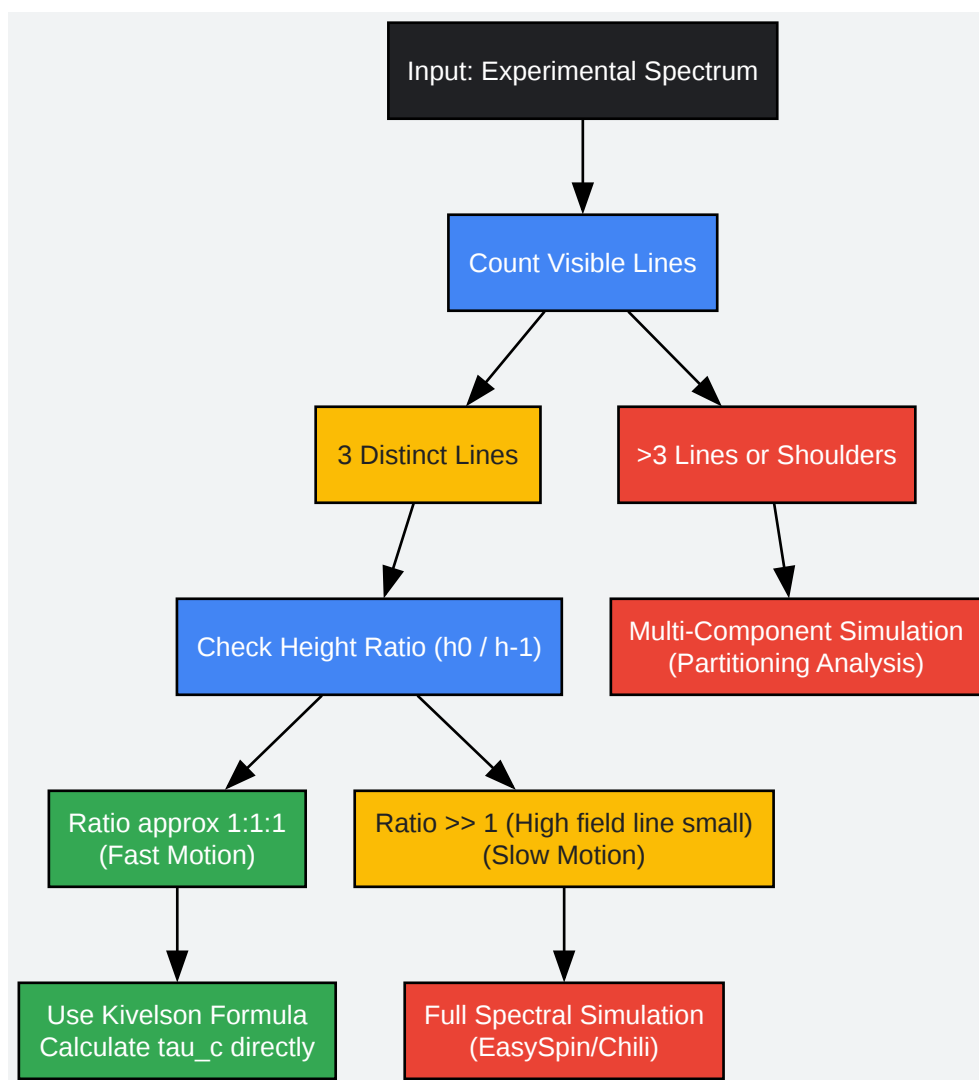 Input: Experimental Spectrum
Count Visible Lines
3 Distinct Lines
>3 Lines or Shoulders
Check Height Ratio (h0 / h-1)
Multi-Component Simulation
(Partitioning Analysis)
Ratio approx 1:1:1
(Fast Motion)
Ratio >> 1 (High field line small)
(Slow Motion)
Use Kivelson Formula
Calculate tau_c directly
Full Spectral Simulation
(EasySpin/Chili)